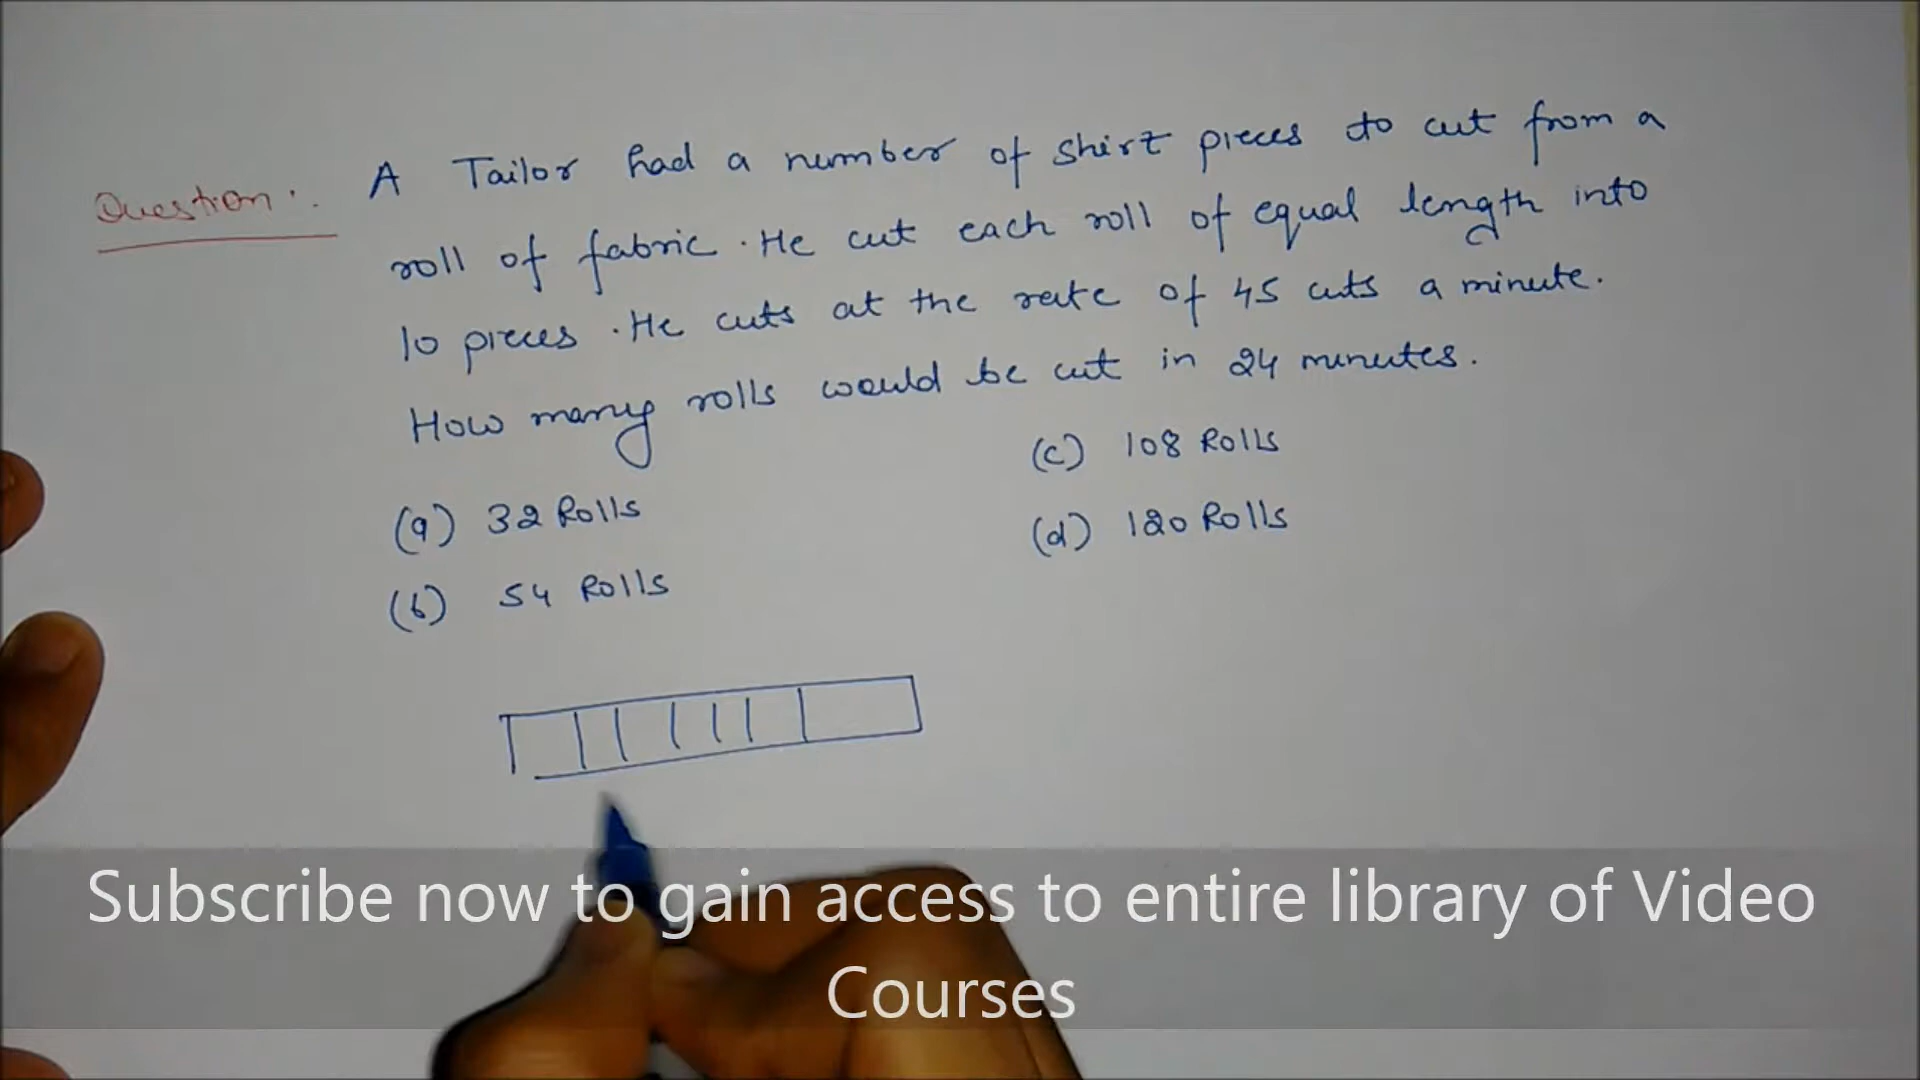 Question:. A Tailor had a number of shirt pieces to cut from a
roll of fabric. He cut each roll of equal length into
10 pieces. He cuts at the rate of 45 cuts a minute.
How many rolls would be cut in 24 minutes.
(a) 32 Rolls
(b) 54 Rolls
(c) 108 Rolls
(d) 120 Rolls
Subscribe now to gain access to entire library of Video
Courses